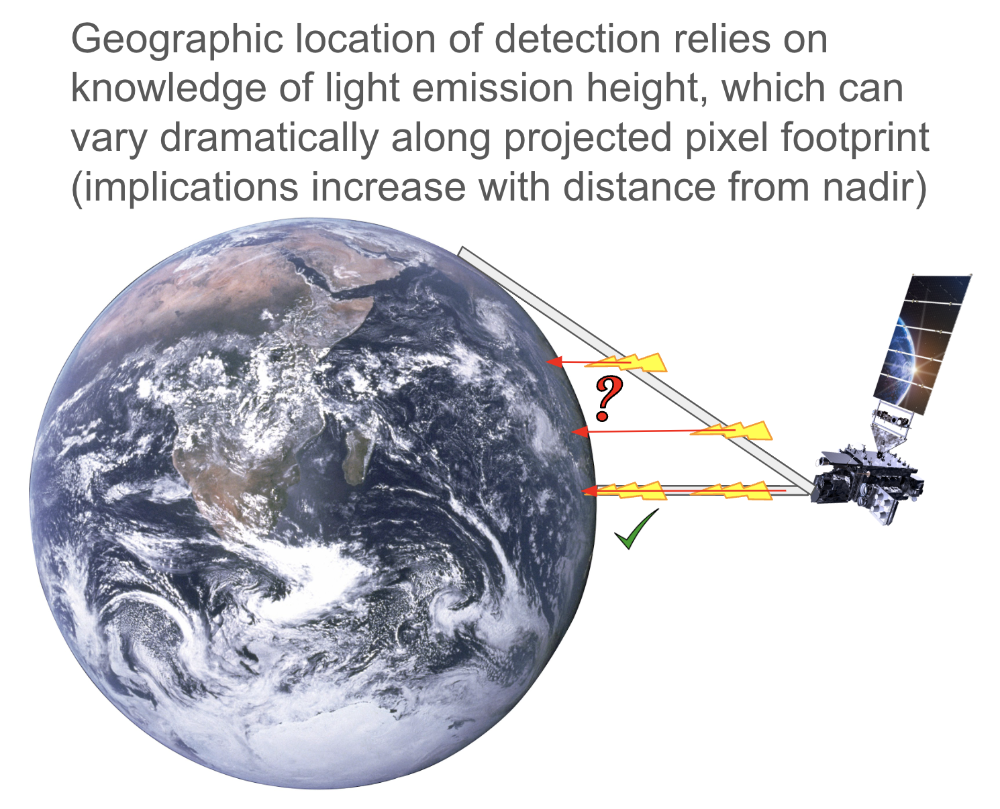 Geographic location of detection relies on
knowledge of light emission height, which can
vary dramatically along projected pixel footprint
(implications increase with distance from nadir)
?